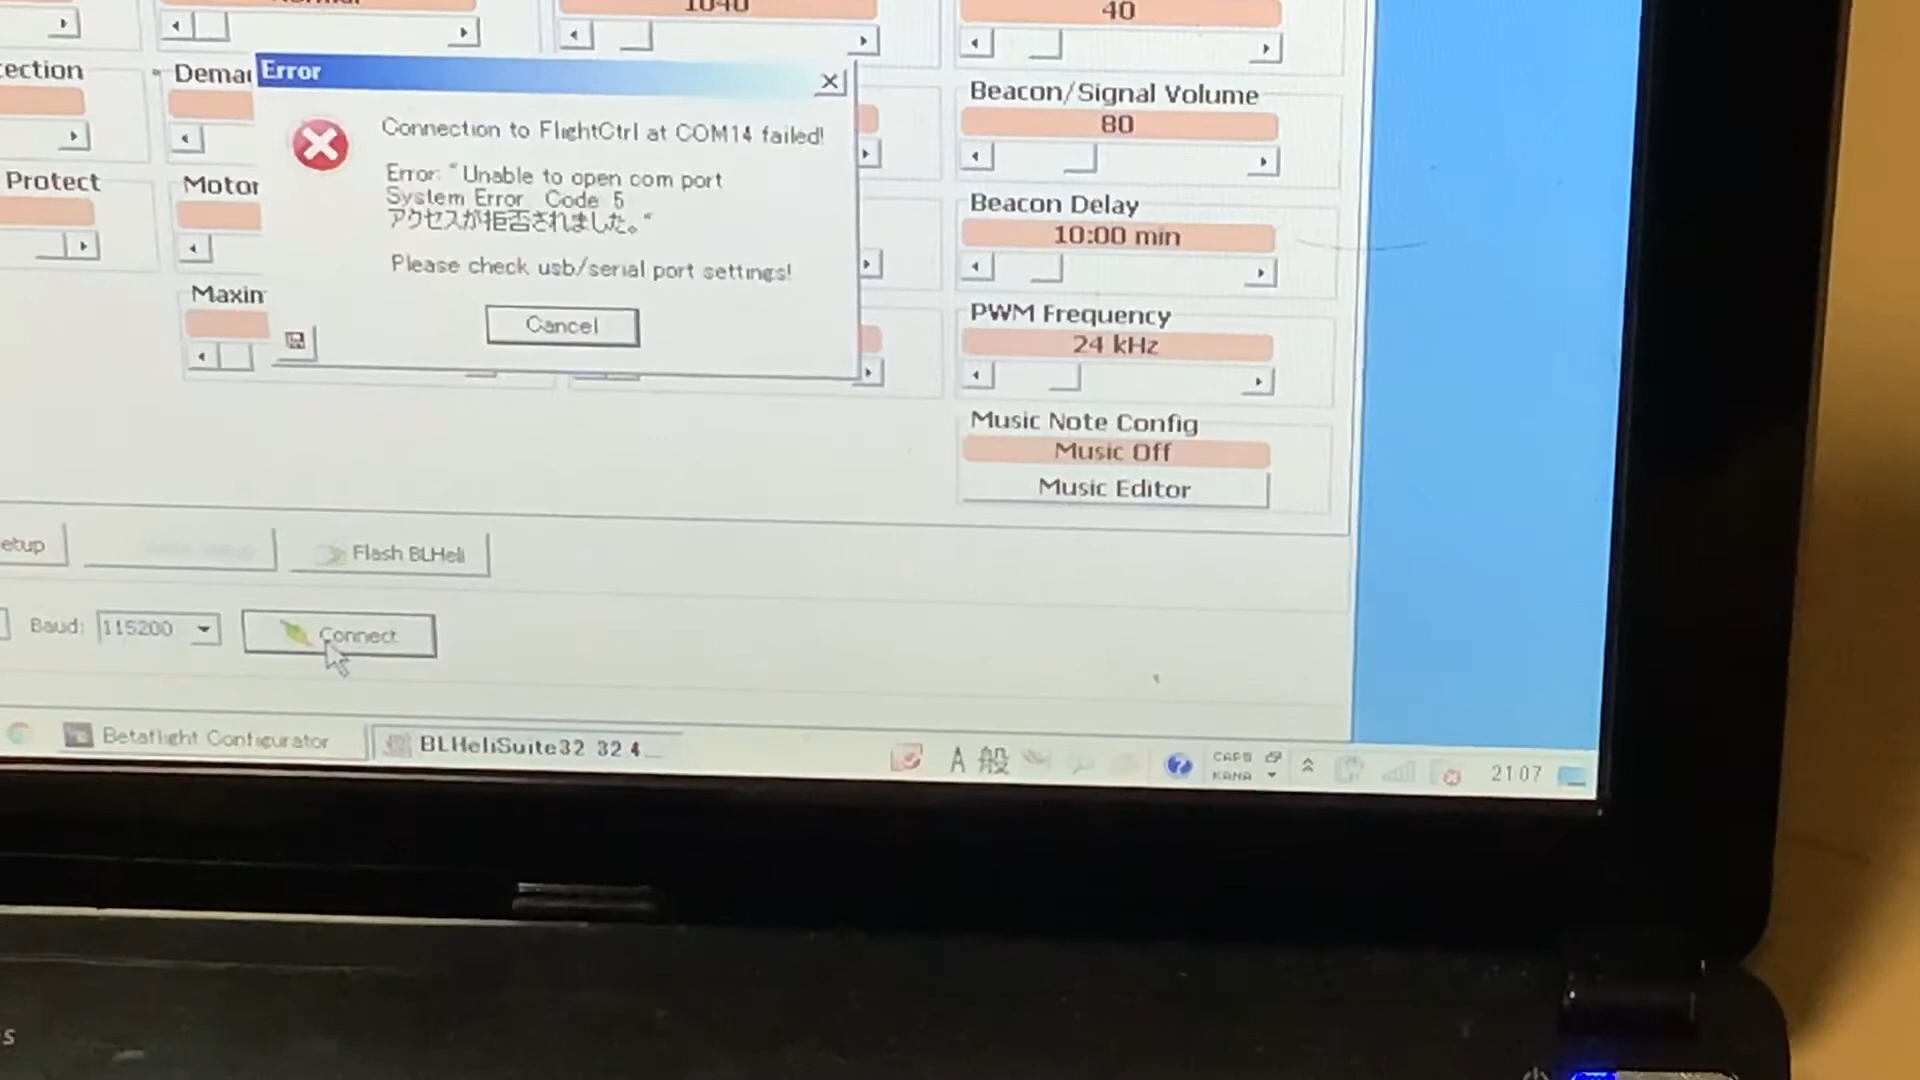 1040
40
Error
ection
Dema
Connection to FlightCtrl at COM14 failed!
Error: "Unable to open com port
System Error  Code 5
アクセスが拒否されました。"
Please check usb/serial port settings!
Cancel
Beacon/Signal Volume
80
Protect
Motor
Beacon Delay
10:00 min
Maxin
PWM Frequency
24 kHz
Music Note Config
Music Off
Music Editor
etup
Flash BLHeli
Baud:
115200
Connect
Betaflight Configurator
BLHeliSuite32 32 4...
A 般
CAPS
KANA
21:07
s